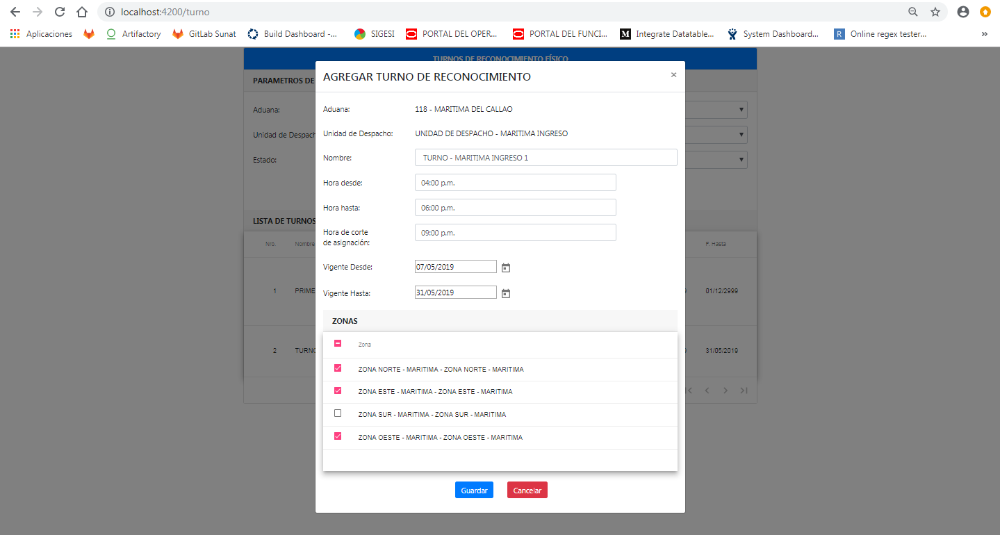 localhost:4200/turno
Aplicaciones Artifactory GitLab Sunat Build Dashboard -... SIGESI PORTAL DEL OPER... PORTAL DEL FUNCI... M Integrate Datatable... System Dashboard... R Online regex tester... »
TURNOS DE RECONOCIMIENTO FÍSICO
PARAMETROS DE
Aduana:
Unidad de Despach
Estado:
LISTA DE TURNOS
Nro. Nombre F. Hasta
1 PRIME 01/12/2999
2 TURNO 31/05/2019
AGREGAR TURNO DE RECONOCIMIENTO ×
Aduana: 118 - MARITIMA DEL CALLAO
Unidad de Despacho: UNIDAD DE DESPACHO - MARITIMA INGRESO
Nombre: TURNO - MARITIMA INGRESO 1
Hora desde: 04:00 p.m.
Hora hasta: 06:00 p.m.
Hora de corte
de asignación: 09:00 p.m.
Vigente Desde: 07/05/2019
Vigente Hasta: 31/05/2019
ZONAS
Zona
ZONA NORTE - MARITIMA - ZONA NORTE - MARITIMA
ZONA ESTE - MARITIMA - ZONA ESTE - MARITIMA
ZONA SUR - MARITIMA - ZONA SUR - MARITIMA
ZONA OESTE - MARITIMA - ZONA OESTE - MARITIMA
Guardar Cancelar